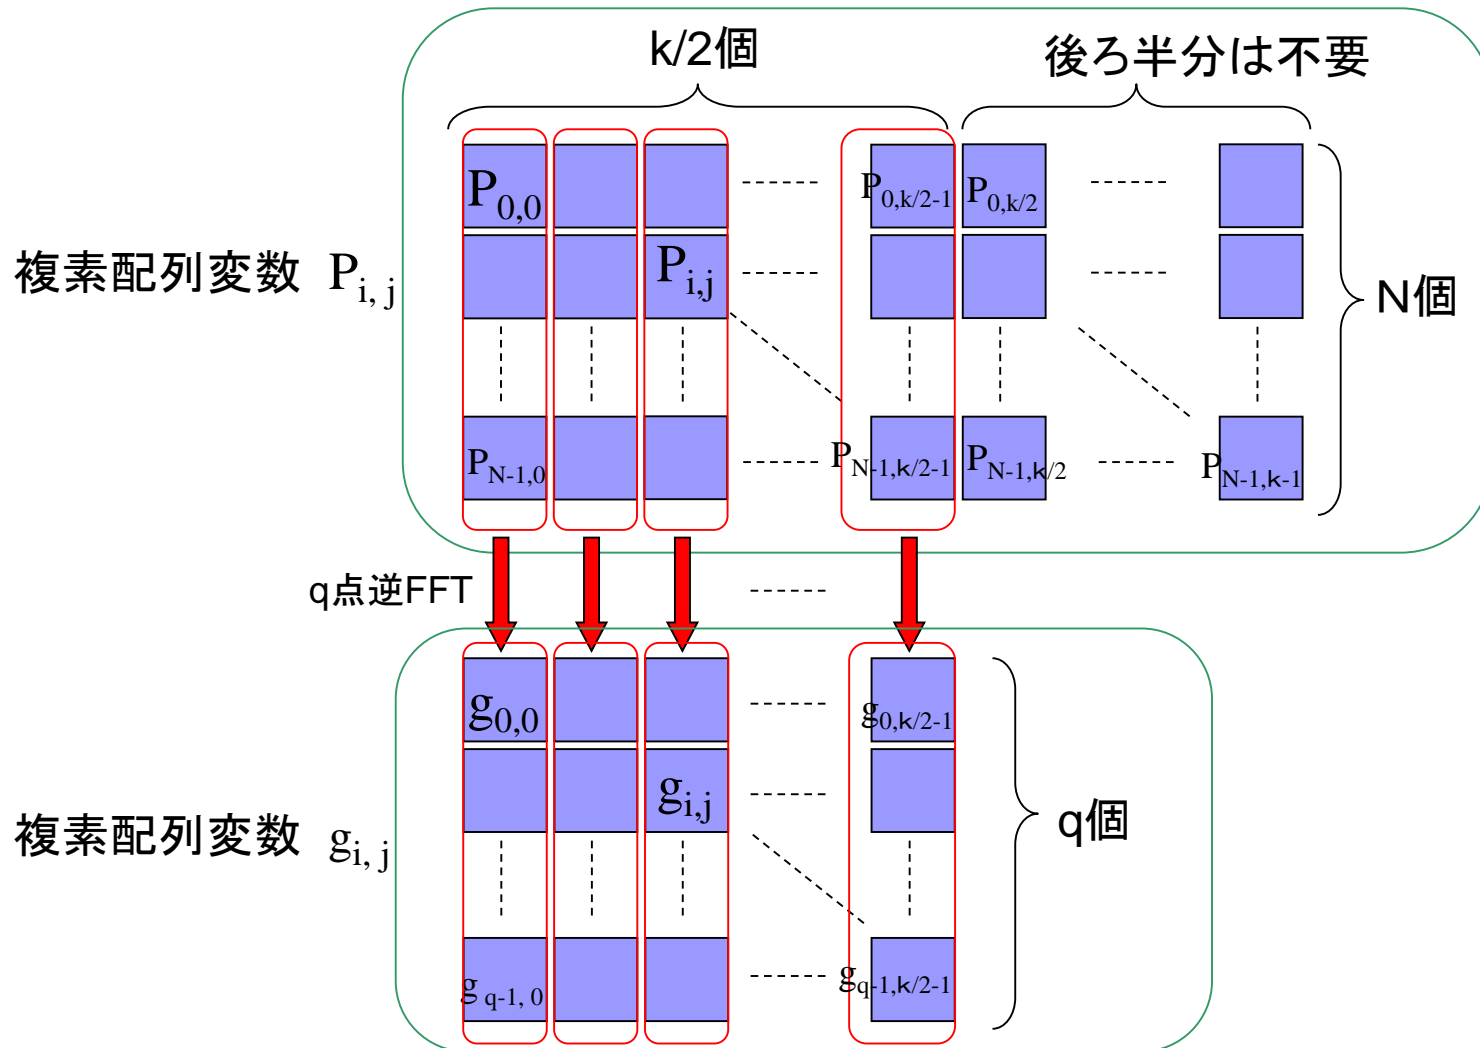 k/2個
後ろ半分は不要
P0,0
P0,k/2-1
P0,k/2
複素配列変数 Pi, j
Pi,j
N個
PN-1,0
PN-1,k/2-1
PN-1,k/2
PN-1,k-1
q点逆FFT
g0,0
g0,k/2-1
複素配列変数 gi, j
gi,j
q個
g q-1, 0
gq-1,k/2-1